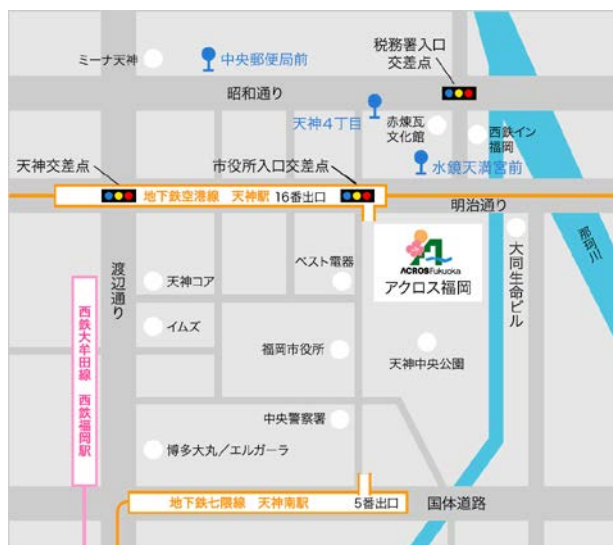 ミーナ天神
中央郵便局前
税務署入口
交差点
昭和通り
天神4丁目
赤煉瓦
文化館
西鉄イン
福岡
水鏡天満宮前
天神交差点
市役所入口交差点
地下鉄空港線 天神駅 16番出口
明治通り
那珂川
渡辺通り
天神コア
ベスト電器
ACROS Fukuoka
アクロス福岡
大同生命ビル
イムズ
福岡市役所
天神中央公園
西鉄大牟田線 西鉄福岡駅
中央警察署
博多大丸/エルガーラ
地下鉄七隈線 天神南駅 5番出口
国体道路